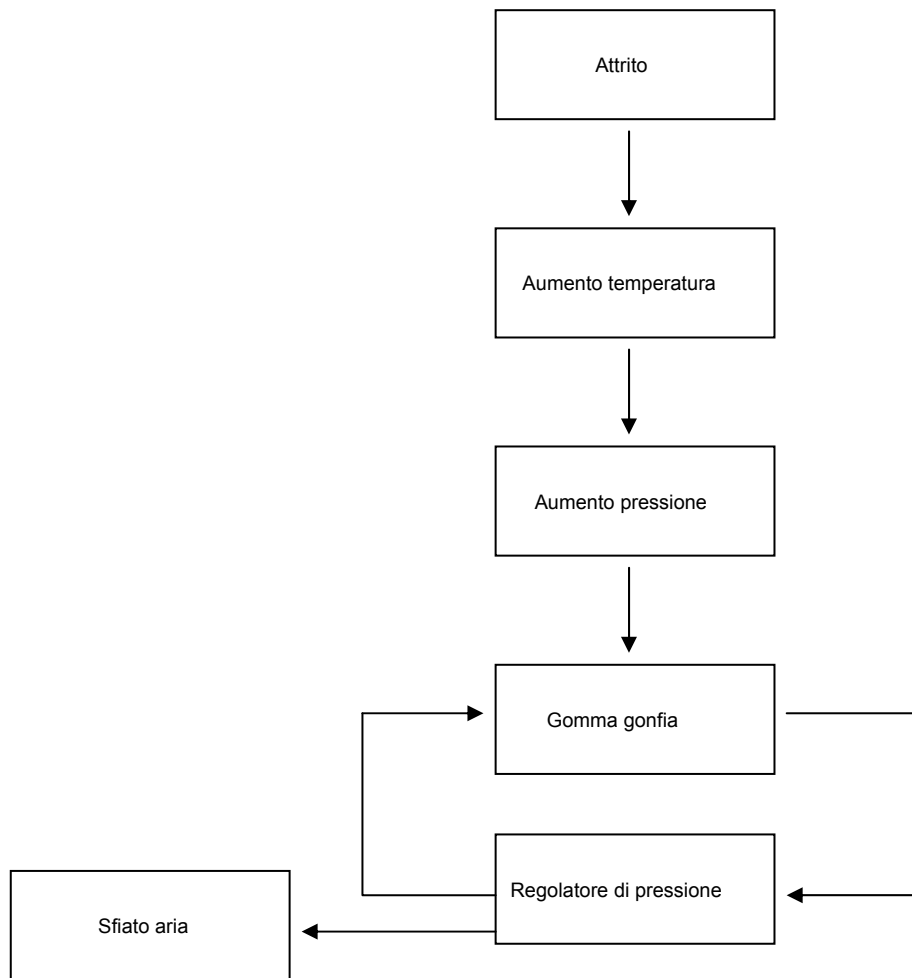 Attrito
Aumento temperatura
Aumento pressione
Gomma gonfia
Regolatore di pressione
Sfiato aria